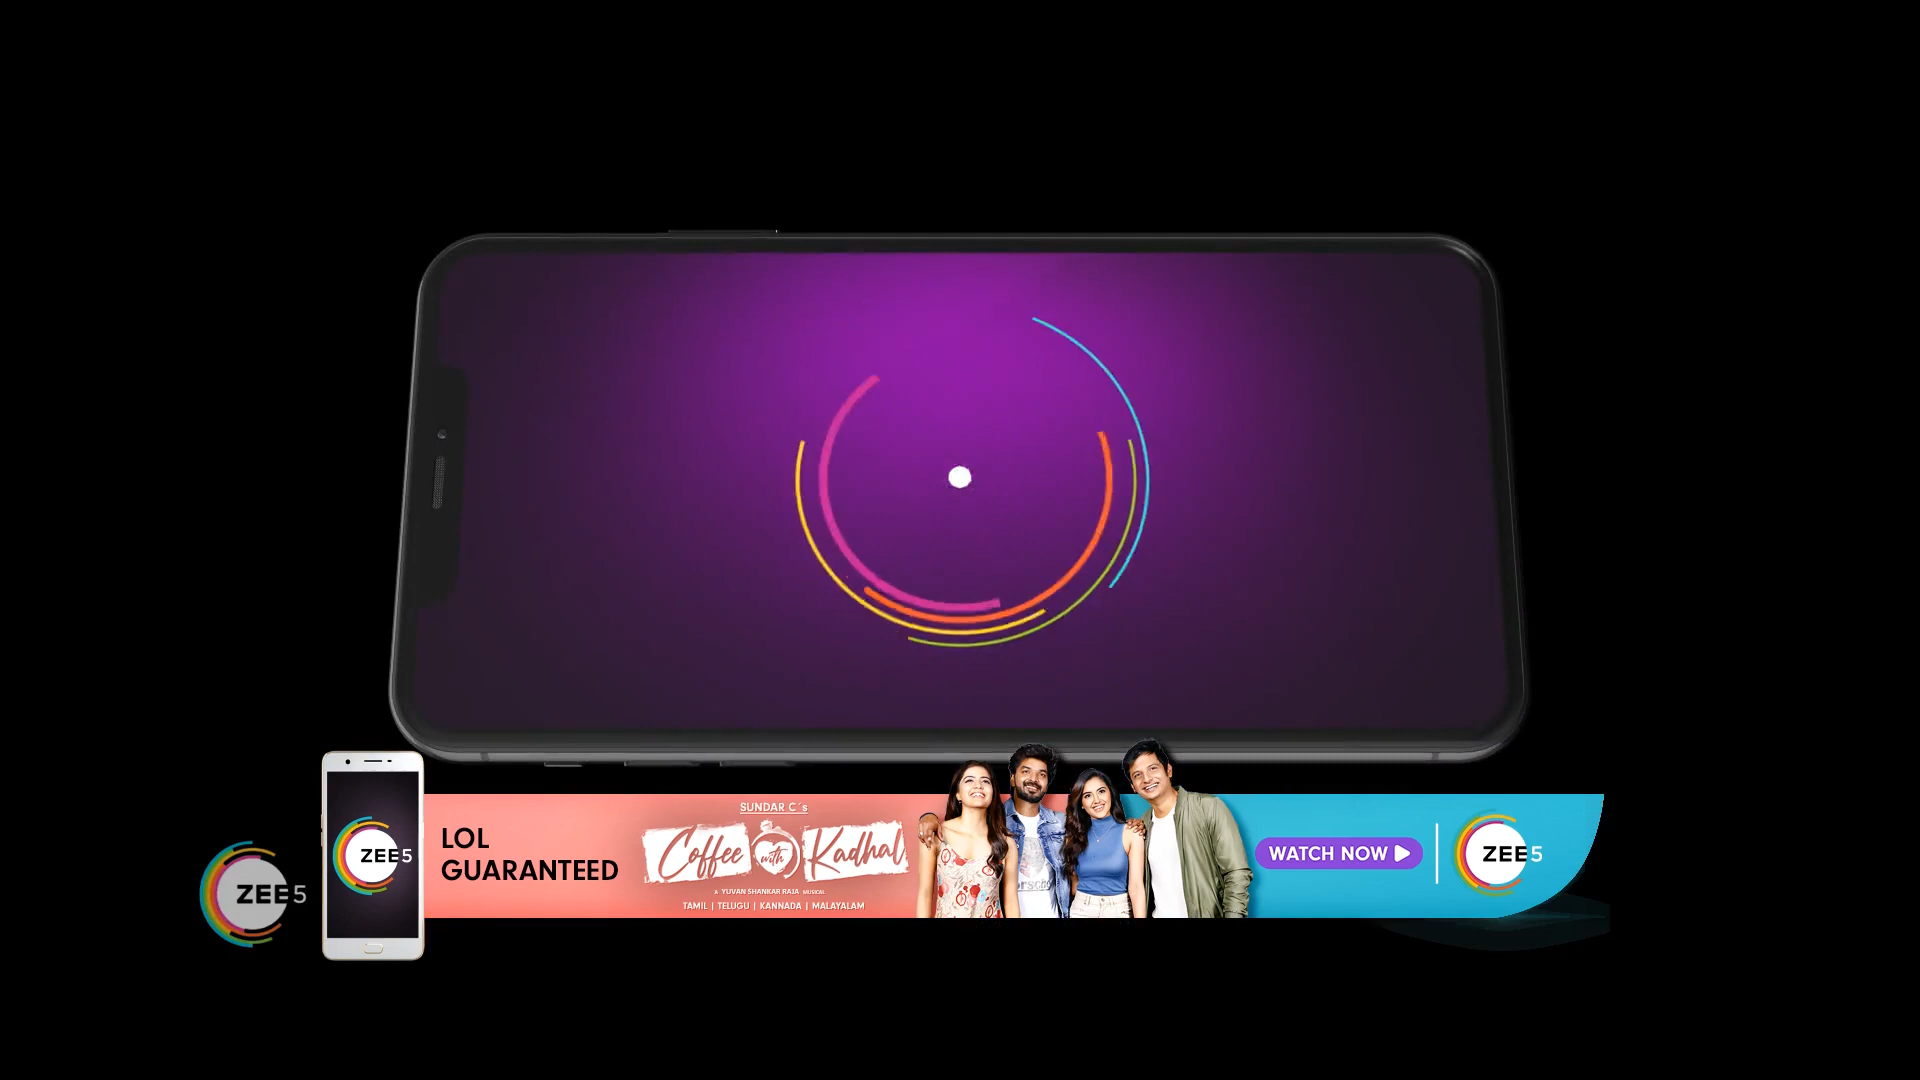 LOL
GUARANTEED
SUNDAR C´s
Coffee with Kadhal
A YUVAN SHANKAR RAJA MUSICAL
TAMIL | TELUGU | KANNADA | MALAYALAM
WATCH NOW
ZEE5
ZEE5
ZEE5